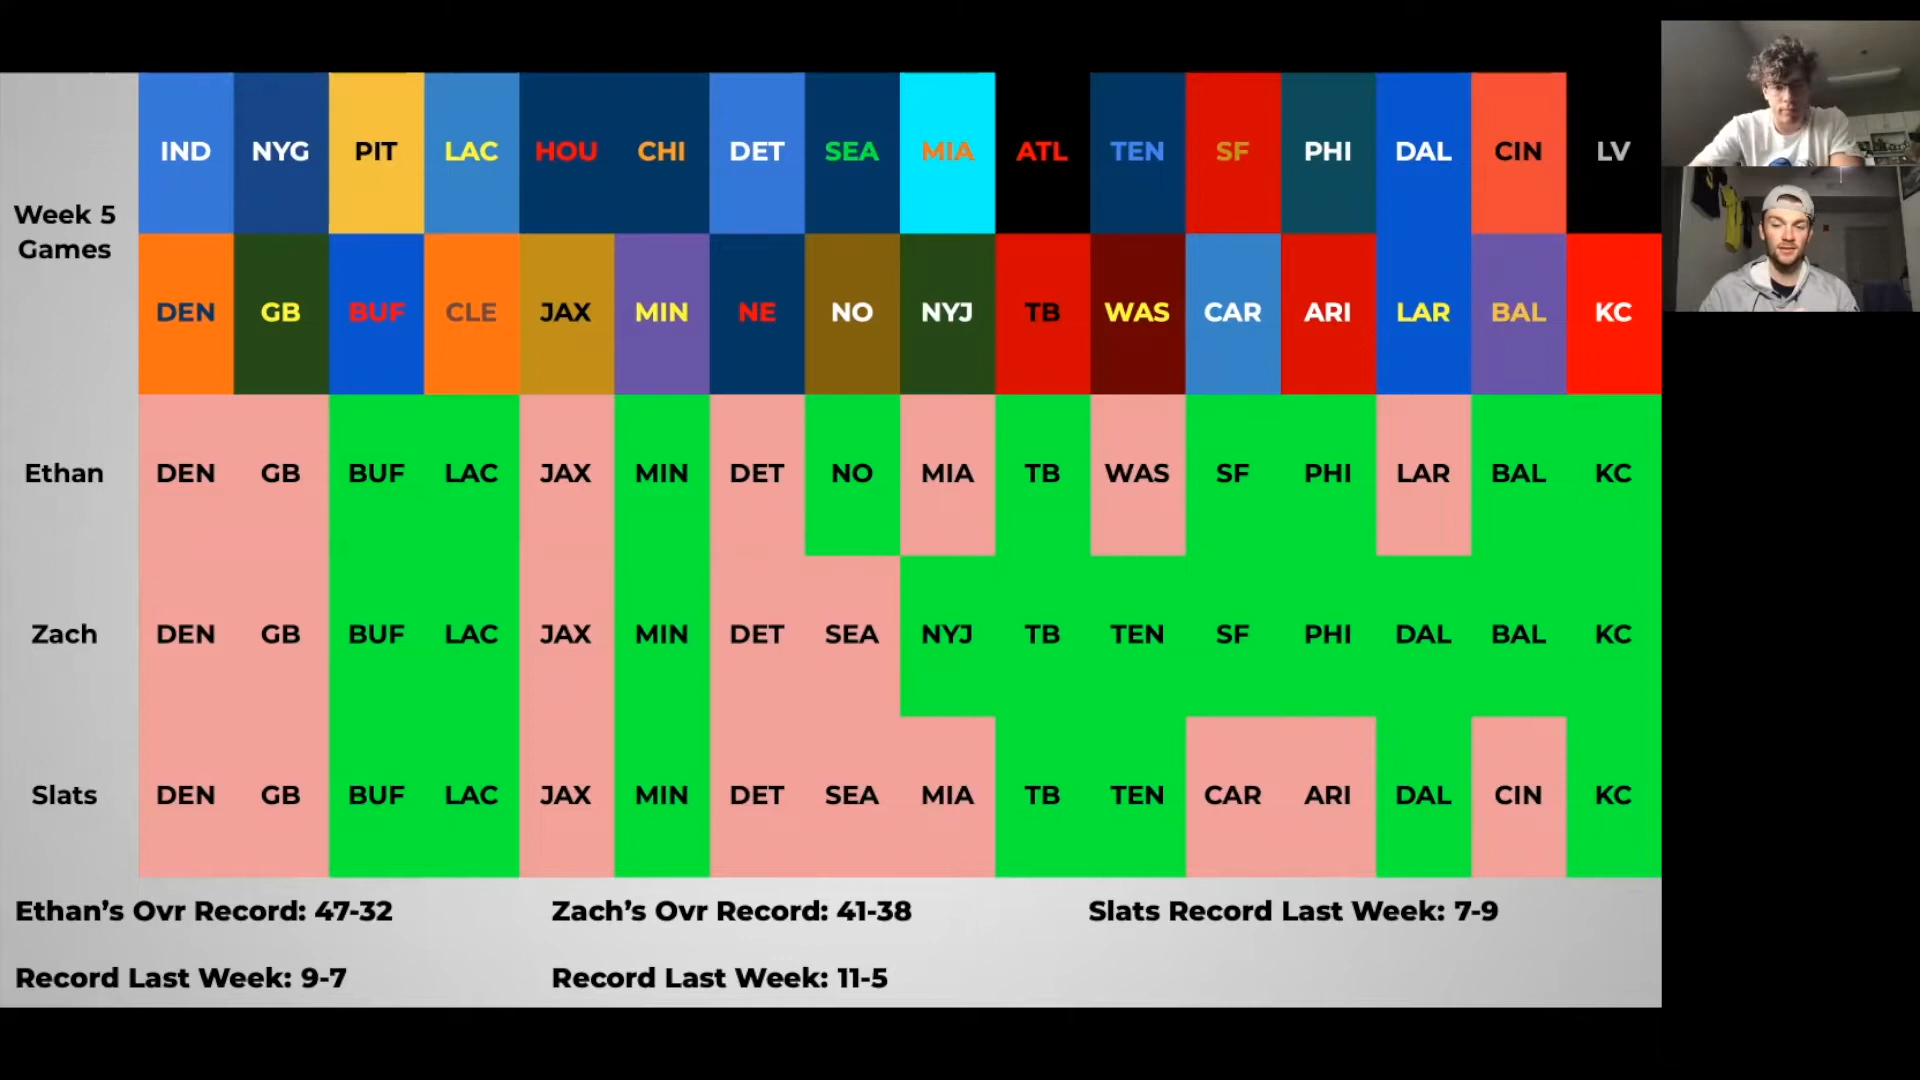 IND NYG PIT LAC HOU CHI DET SEA MIA ATL TEN SF PHI DAL CIN LV
Week 5
Games
DEN GB BUF CLE JAX MIN NE NO NYJ TB WAS CAR ARI LAR BAL KC
Ethan DEN GB BUF LAC JAX MIN DET NO MIA TB WAS SF PHI LAR BAL KC
Zach DEN GB BUF LAC JAX MIN DET SEA NYJ TB TEN SF PHI DAL BAL KC
Slats DEN GB BUF LAC JAX MIN DET SEA MIA TB TEN CAR ARI DAL CIN KC
Ethan’s Ovr Record: 47-32 Zach’s Ovr Record: 41-38 Slats Record Last Week: 7-9
Record Last Week: 9-7 Record Last Week: 11-5